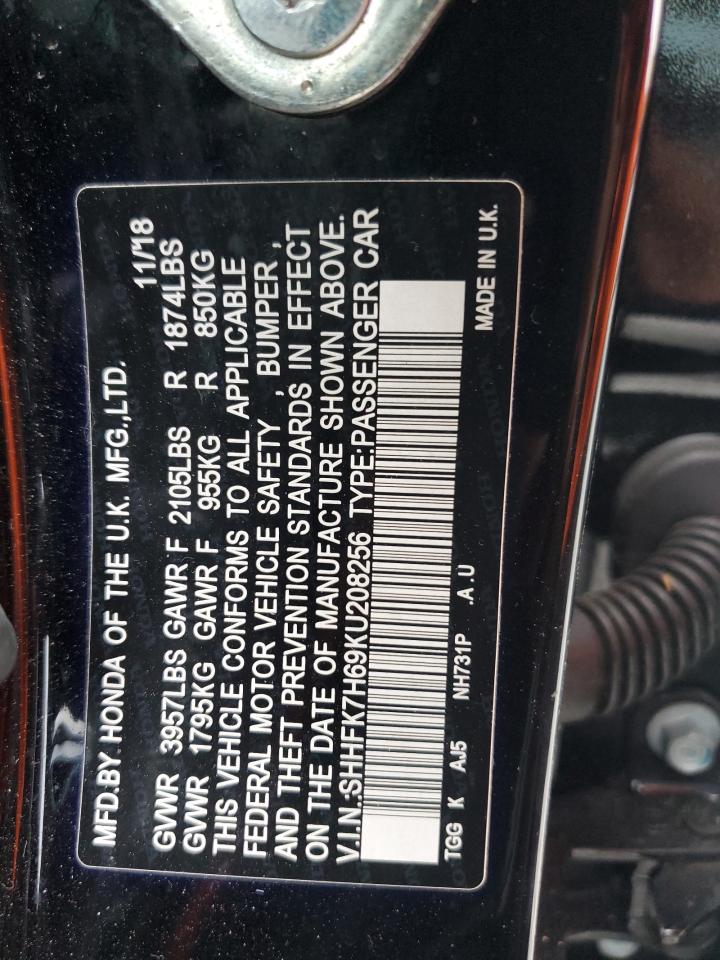 MFD.BY HONDA OF THE U.K. MFG.,LTD. 11/18
GVWR 3957LBS GAWR F 2105LBS R 1874LBS
GVWR 1795KG GAWR F 955KG R 850KG
THIS VEHICLE CONFORMS TO ALL APPLICABLE
FEDERAL MOTOR VEHICLE SAFETY , BUMPER ,
AND THEFT PREVENTION STANDARDS IN EFFECT
ON THE DATE OF MANUFACTURE SHOWN ABOVE.
V.I.N.:SHHFK7H69KU208256 TYPE:PASSENGER CAR
TGG K AJ5 NH731P .A.U MADE IN U.K.